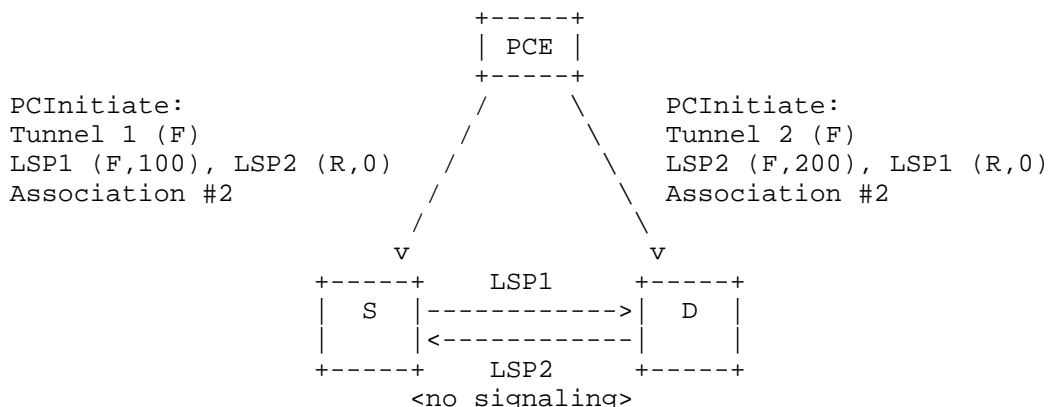 PCE
PCInitiate: PCInitiate:
Tunnel 1 (F) Tunnel 2 (F)
LSP1 (F,100), LSP2 (R,0) LSP2 (F,200), LSP1 (R,0)
Association #2 Association #2
v v
LSP1
S D
LSP2
<no signaling>